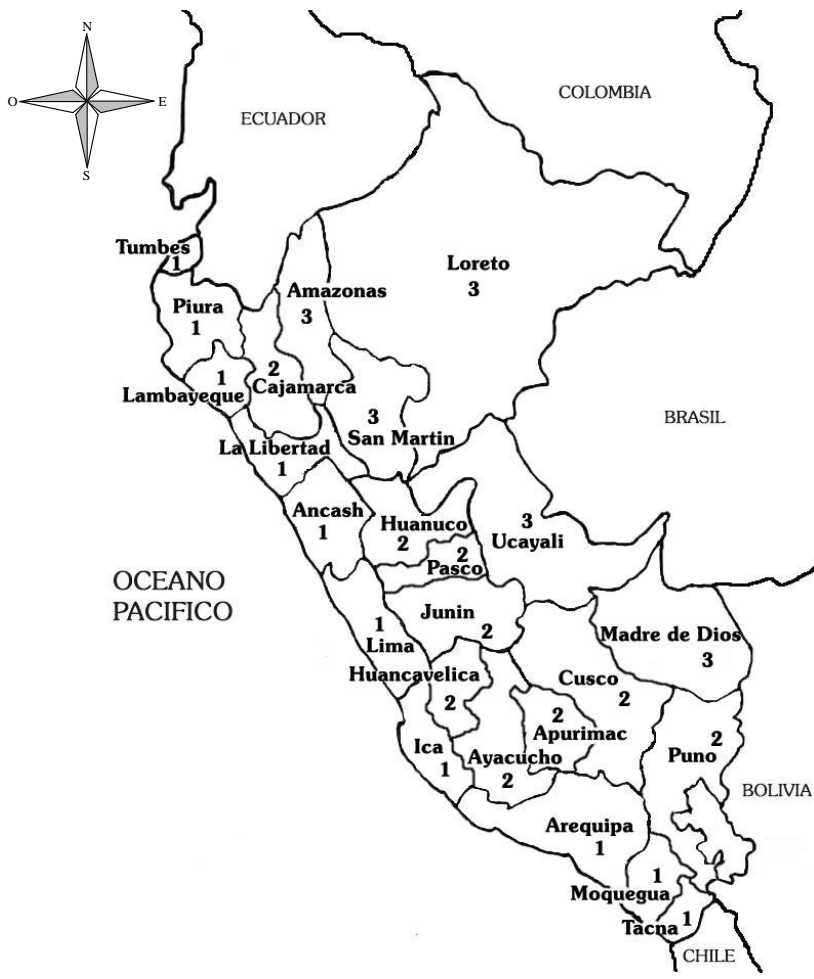 N
O
E
S
ECUADOR
COLOMBIA
Tumbes
1
Piura
1
Amazonas
3
Loreto
3
1
Lambayeque
2
Cajamarca
3
San Martin
BRASIL
La Libertad
1
Ancash
1
Huanuco
2
2
Pasco
3
Ucayali
OCEANO
PACIFICO
1
Lima
Junin
2
Madre de Dios
3
Huancavelica
2
Cusco
2
2
Apurimac
Ica
1
Ayacucho
2
2
Puno
BOLIVIA
Arequipa
1
1
Moquegua
1
Tacna
CHILE